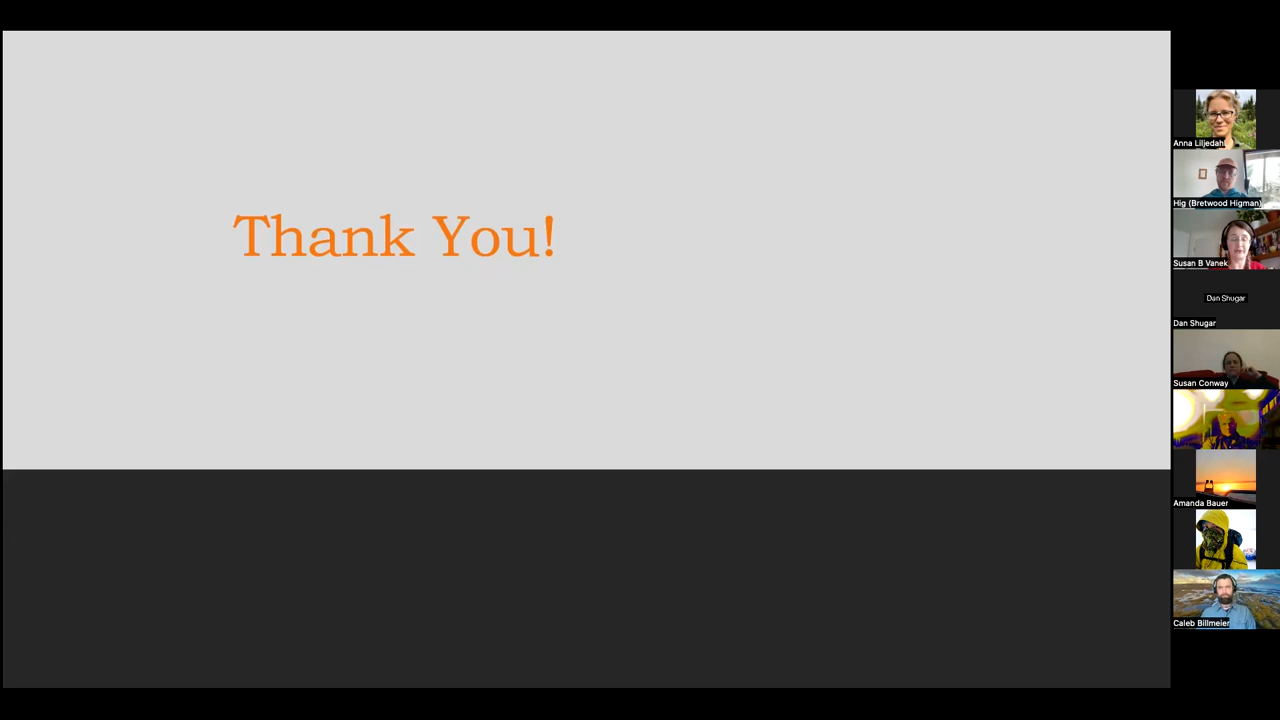 Thank You!
Anna Liljedahl
Hig (Bretwood Higman)
Susan B Vanek
Dan Shugar
Dan Shugar
Susan Conway
Amanda Bauer
Caleb Billmeier